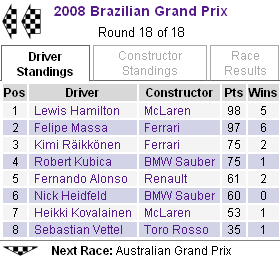 2008 Brazilian Grand Prix
Round 18 of 18
Driver Standings Constructor Standings Race Results
Pos Driver Constructor Pts Wins
1 Lewis Hamilton McLaren 98 5
2 Felipe Massa Ferrari 97 6
3 Kimi Räikkönen Ferrari 75 2
4 Robert Kubica BMW Sauber 75 1
5 Fernando Alonso Renault 61 2
6 Nick Heidfeld BMW Sauber 60 0
7 Heikki Kovalainen McLaren 53 1
8 Sebastian Vettel Toro Rosso 35 1
Next Race: Australian Grand Prix